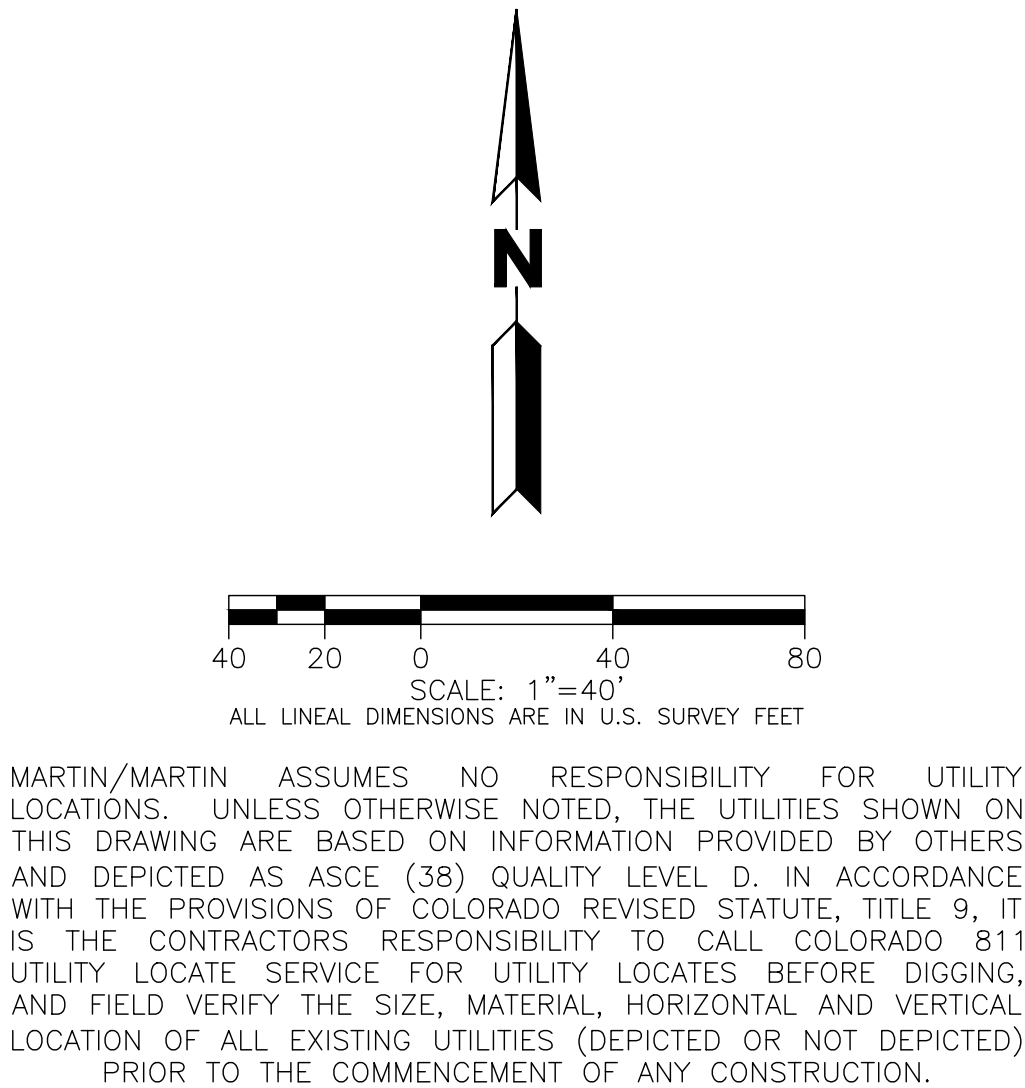 N
40 20 0 40 80
SCALE: 1"=40'
ALL LINEAL DIMENSIONS ARE IN U.S. SURVEY FEET
MARTIN/MARTIN ASSUMES NO RESPONSIBILITY FOR UTILITY
LOCATIONS. UNLESS OTHERWISE NOTED, THE UTILITIES SHOWN ON
THIS DRAWING ARE BASED ON INFORMATION PROVIDED BY OTHERS
AND DEPICTED AS ASCE (38) QUALITY LEVEL D. IN ACCORDANCE
WITH THE PROVISIONS OF COLORADO REVISED STATUTE, TITLE 9, IT
IS THE CONTRACTORS RESPONSIBILITY TO CALL COLORADO 811
UTILITY LOCATE SERVICE FOR UTILITY LOCATES BEFORE DIGGING,
AND FIELD VERIFY THE SIZE, MATERIAL, HORIZONTAL AND VERTICAL
LOCATION OF ALL EXISTING UTILITIES (DEPICTED OR NOT DEPICTED)
PRIOR TO THE COMMENCEMENT OF ANY CONSTRUCTION.